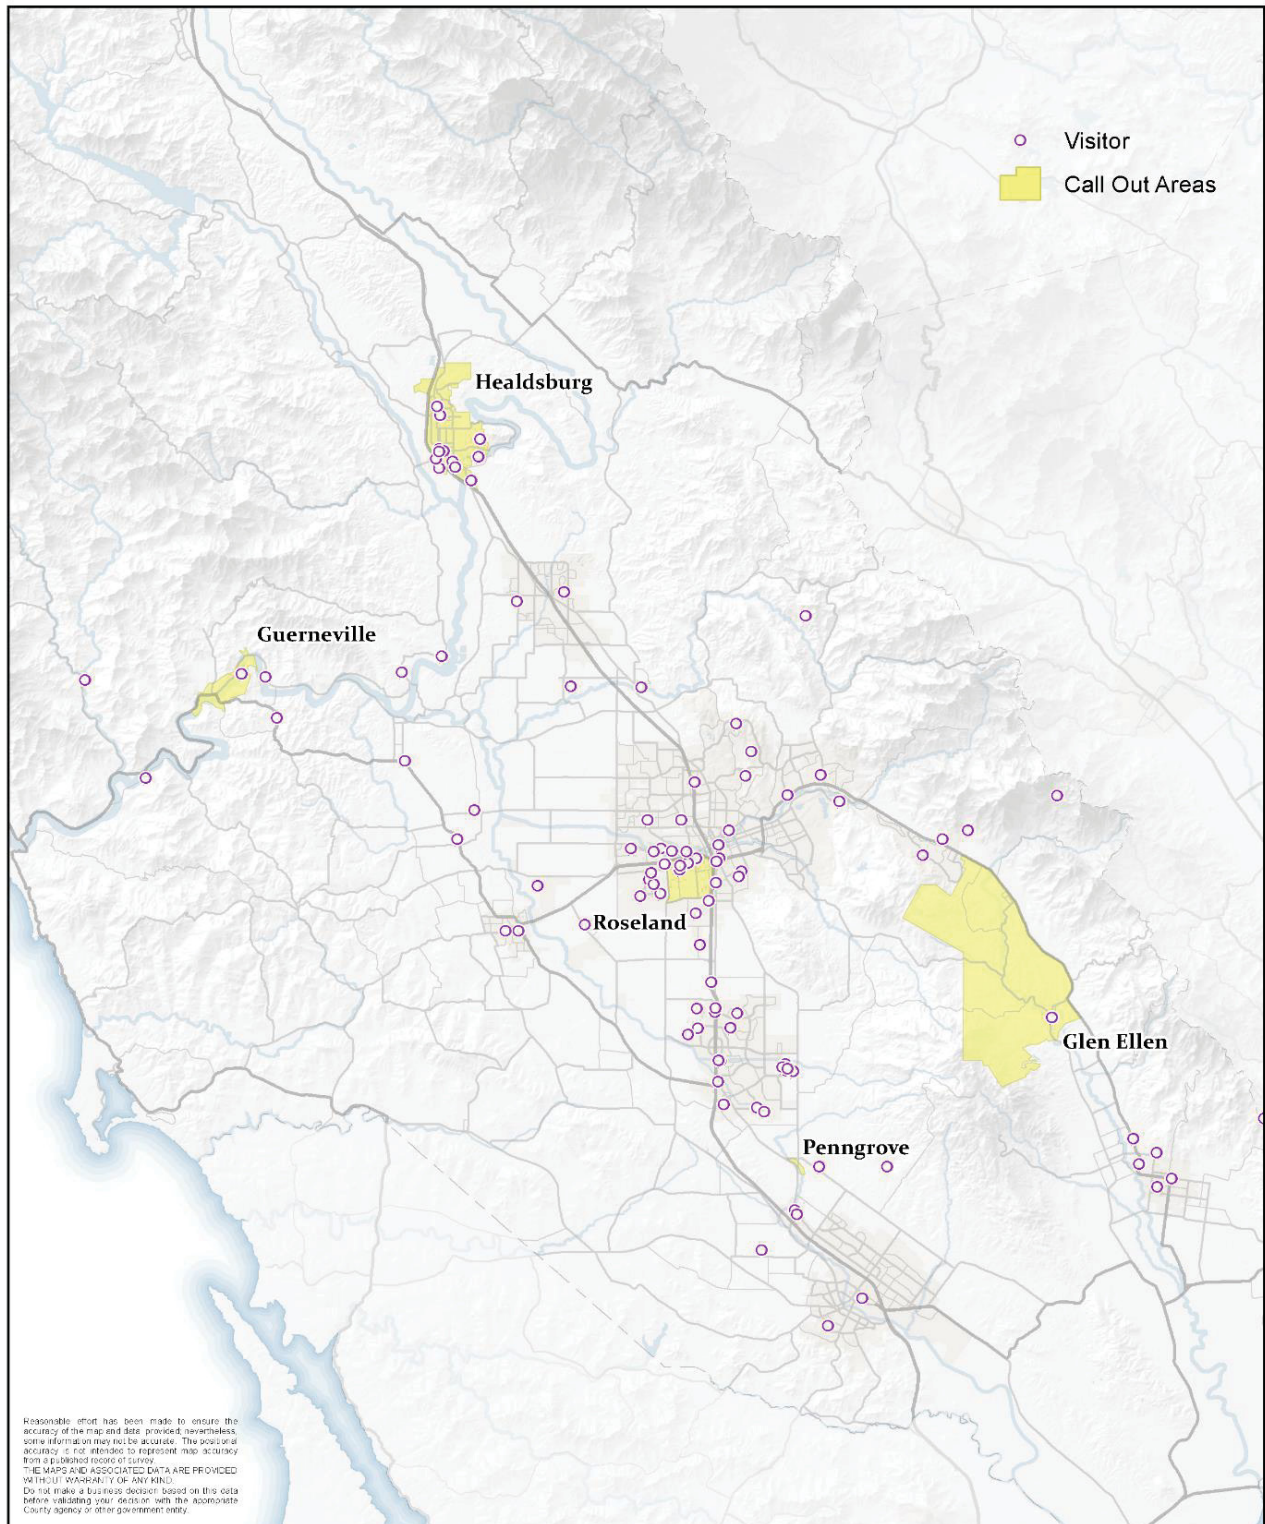 Visitor
Call Out Areas
Healdsburg
Guerneville
Roseland
Glen Ellen
Penngrove
Reasonable effort has been made to ensure the
accuracy of the map and data provided; nevertheless,
some information may not be accurate. The positional
accuracy is not intended to represent map accuracy
from a published record of survey.
THE MAPS AND ASSOCIATED DATA ARE PROVIDED
WITHOUT WARRANTY OF ANY KIND.
Do not make a business decision based on this data
before validating your decision with the appropriate
County agency or other government entity.